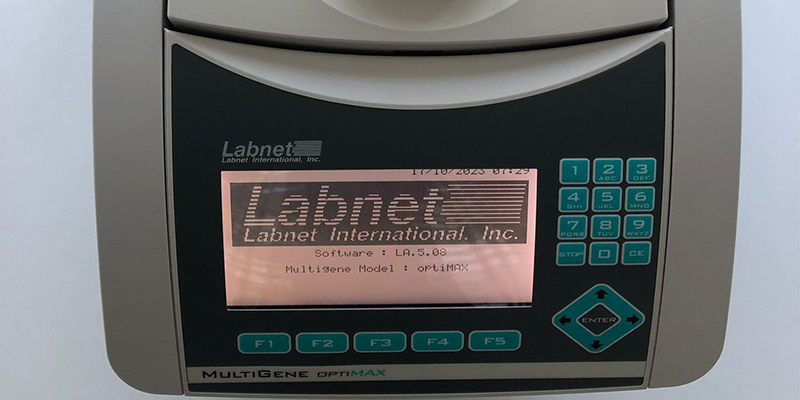 Labnet
Labnet International, Inc.
17/10/2023 07:29
Labnet
Labnet International. Inc.
Software : LA.5.08
Multigene Model : optiMAX
1 2 ABC 3 DEF
4 GHI 5 JKL 6 MNO
7 PQRS 8 TUV 9 WXYZ
STOP 0 CE
ENTER
F1 F2 F3 F4 F5
MULTIGENE OPTIMAX